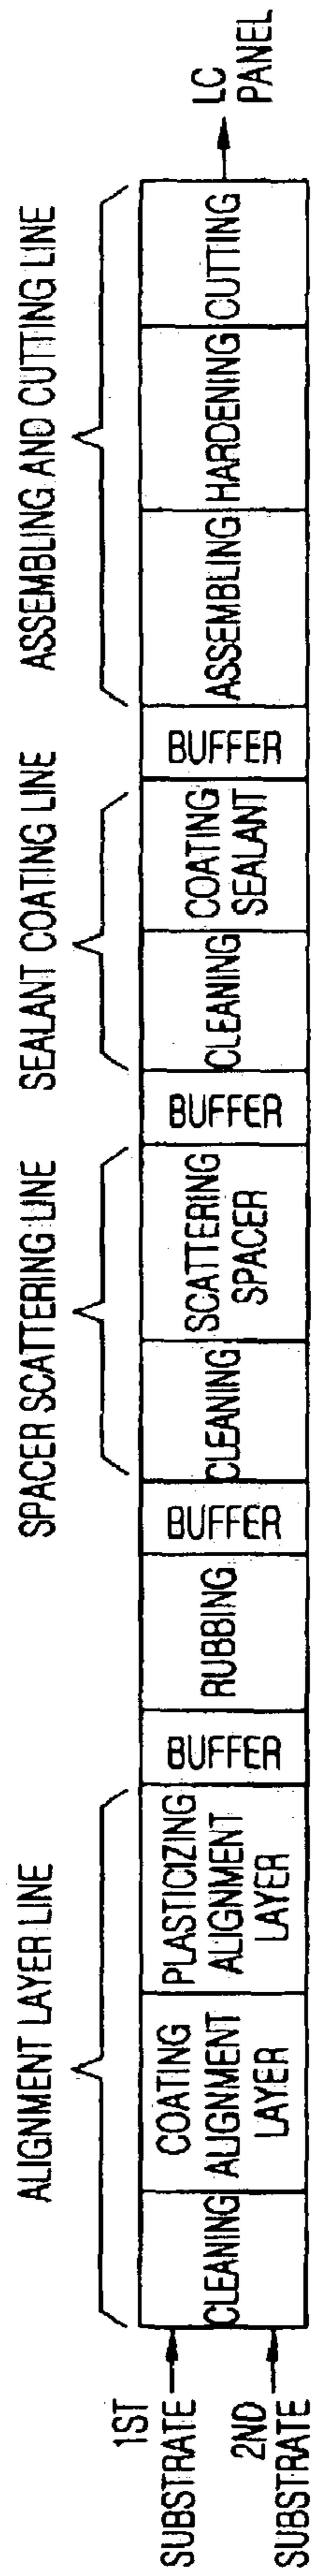 ALIGNMENT LAYER LINE
SPACER SCATTERING LINE
SEALANT COATING LINE
ASSEMBLING AND CUTTING LINE
1ST
SUBSTRATE
2ND
SUBSTRATE
CLEANING
COATING
ALIGNMENT
LAYER
PLASTICIZING
ALIGNMENT
LAYER
BUFFER
RUBBING
BUFFER
CLEANING
SCATTERING
SPACER
BUFFER
CLEANING
COATING
SEALANT
BUFFER
ASSEMBLING
HARDENING
CUTTING
LC
PANEL